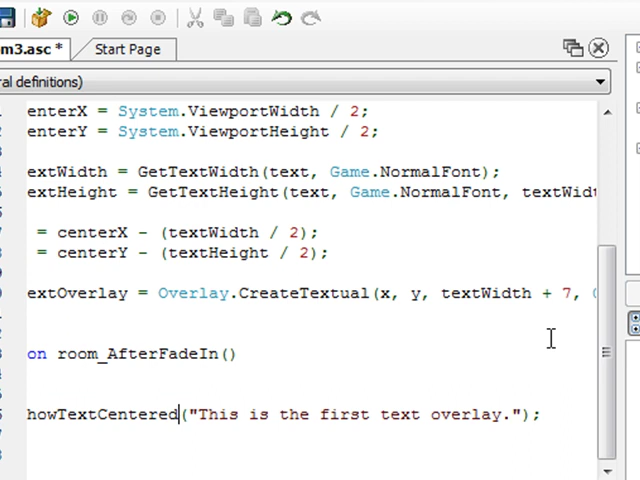 m3.asc * Start Page
ral definitions)
enterX = System.ViewportWidth / 2;
enterY = System.ViewportHeight / 2;
extWidth = GetTextWidth(text, Game.NormalFont);
extHeight = GetTextHeight(text, Game.NormalFont, textWidt
= centerX - (textWidth / 2);
= centerY - (textHeight / 2);
extOverlay = Overlay.CreateTextual(x, y, textWidth + 7,
on room_AfterFadeIn()
howTextCentered("This is the first text overlay.");